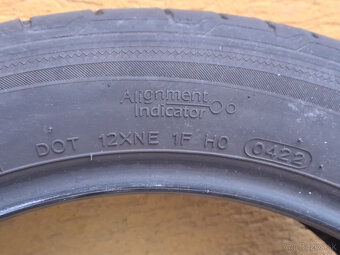 Alignment
Indicator
DOT 12XNE 1F H0 0422